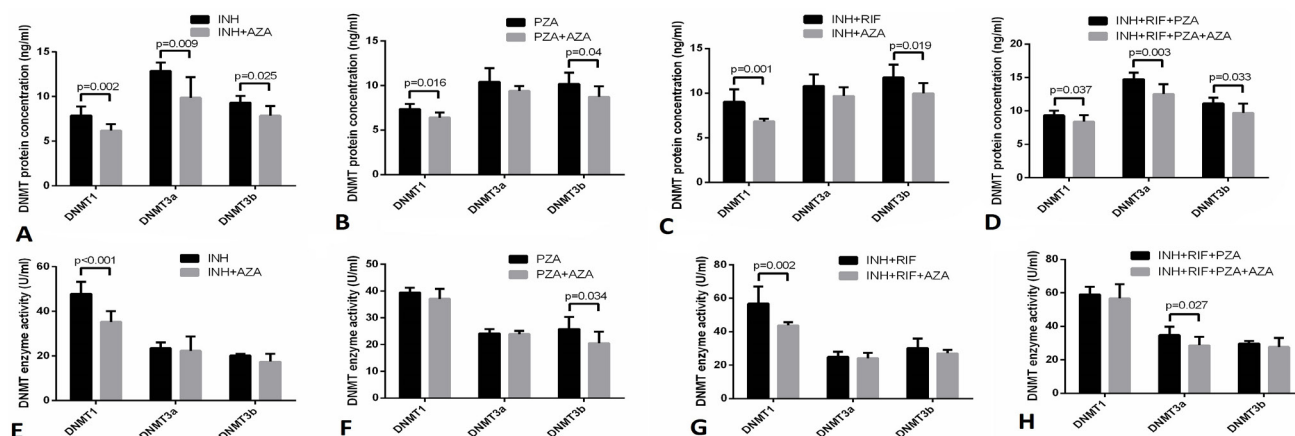 INH
INH+AZA
DNMT protein concentration (ng/ml)
15
10
5
0
p=0.002
p=0.009
p=0.025
DNMT1
DNMT3a
DNMT3b
A
PZA
PZA+AZA
DNMT protein concentration (ng/ml)
15
10
5
0
p=0.016
p=0.04
DNMT1
DNMT3a
DNMT3b
B
INH+RIF
INH+AZA
DNMT protein concentration (ng/ml)
15
10
5
0
p=0.001
p=0.019
DNMT1
DNMT3a
DNMT3b
C
INH+RIF+PZA
INH+RIF+PZA+AZA
DNMT protein concentration (ng/ml)
20
15
10
5
0
p=0.037
p=0.003
p=0.033
DNMT1
DNMT3a
DNMT3b
D
INH
INH+AZA
DNMT enzyme activity (U/ml)
60
40
20
0
p<0.001
DNMT1
DNMT3a
DNMT3b
E
PZA
PZA+AZA
DNMT enzyme activity (U/ml)
50
40
30
20
10
0
p=0.034
DNMT1
DNMT3a
DNMT3b
F
INH+RIF
INH+RIF+AZA
DNMT enzyme activity (U/ml)
80
60
40
20
0
p=0.002
DNMT1
DNMT3a
DNMT3b
G
INH+RIF+PZA
INH+RIF+PZA+AZA
DNMT enzyme activity (U/ml)
80
60
40
20
0
p=0.027
DNMT1
DNMT3a
DNMT3b
H